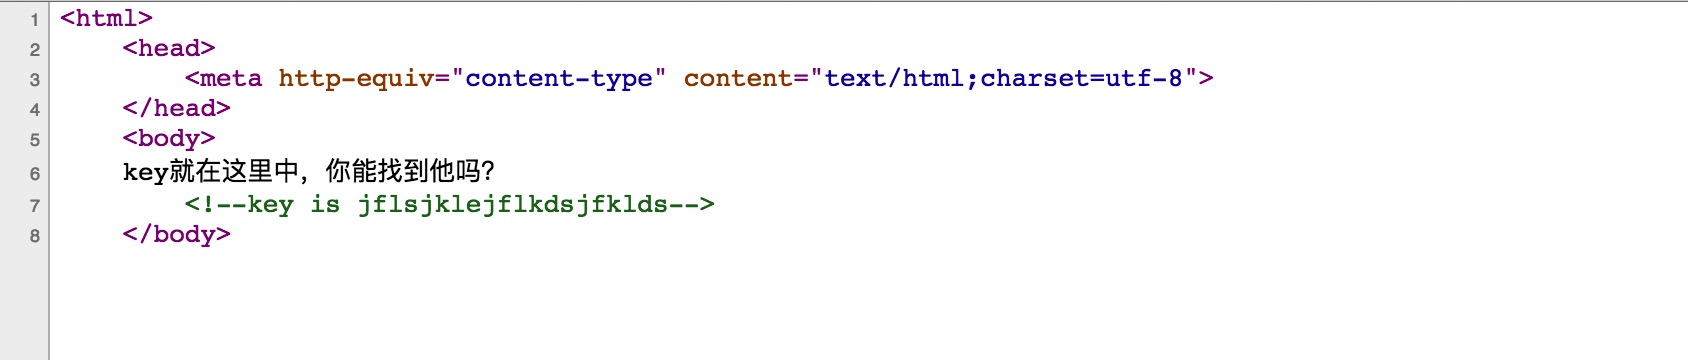 1 <html>
2 <head>
3 <meta http-equiv="content-type" content="text/html;charset=utf-8">
4 </head>
5 <body>
6 key就在这里中，你能找到他吗？
7 <!--key is jflsjklejflkdsjfklds-->
8 </body>